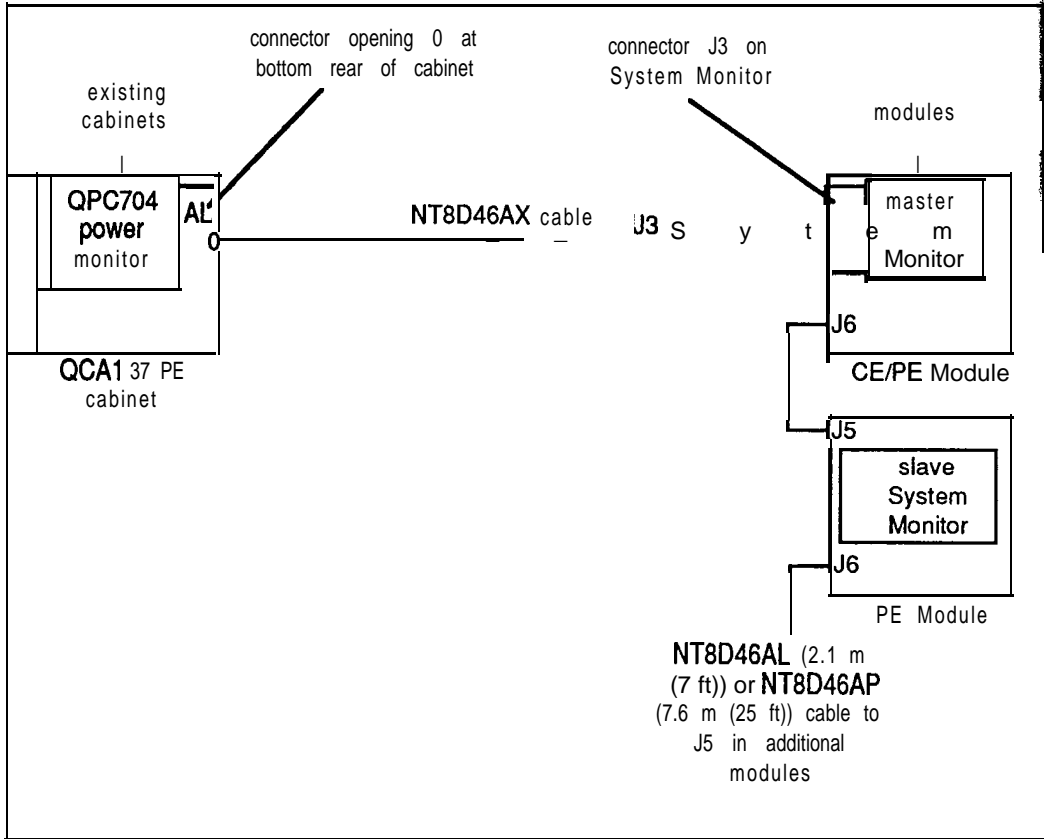 connector opening 0 at
bottom rear of cabinet
connector J3 on
System Monitor
existing
cabinets
modules
QPC704
power
monitor
AL
0
NT8D46AX cable
J3 S y t e m
master
Monitor
J6
QCA1 37 PE
cabinet
CE/PE Module
J5
slave
System
Monitor
J6
PE Module
NT8D46AL (2.1 m
(7 ft)) or NT8D46AP
(7.6 m (25 ft)) cable to
J5 in additional
modules